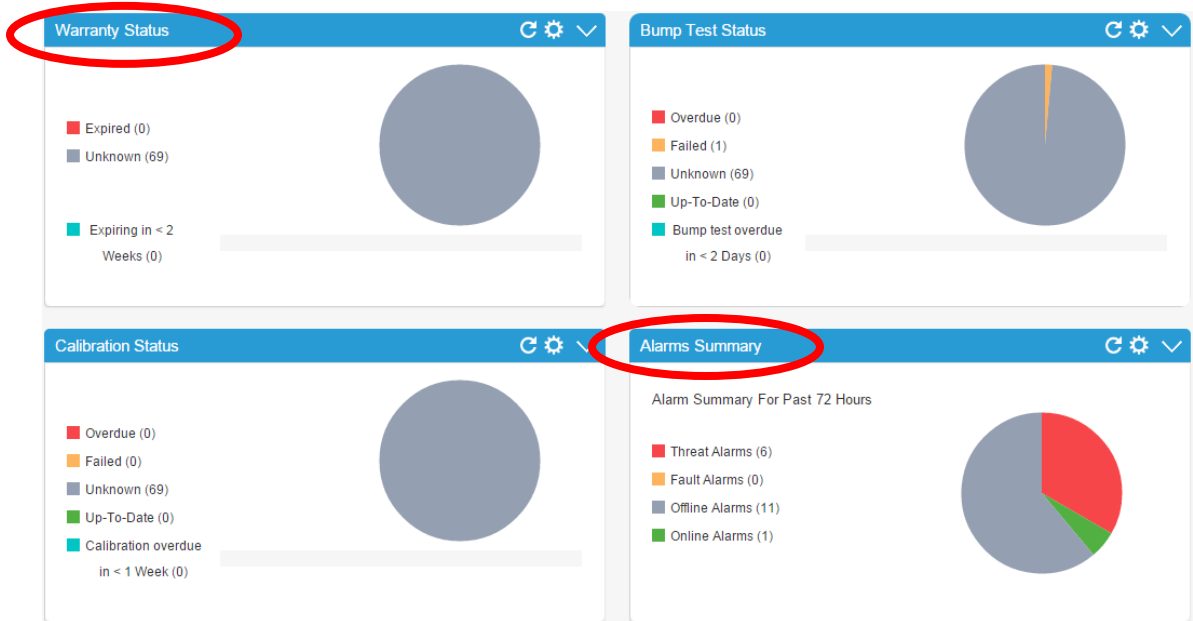 Warranty Status
Expired (0)
Unknown (69)
Expiring in < 2
Weeks (0)
Bump Test Status
Overdue (0)
Failed (1)
Unknown (69)
Up-To-Date (0)
Bump test overdue
in < 2 Days (0)
Calibration Status
Overdue (0)
Failed (0)
Unknown (69)
Up-To-Date (0)
Calibration overdue
in < 1 Week (0)
Alarms Summary
Alarm Summary For Past 72 Hours
Threat Alarms (6)
Fault Alarms (0)
Offline Alarms (11)
Online Alarms (1)